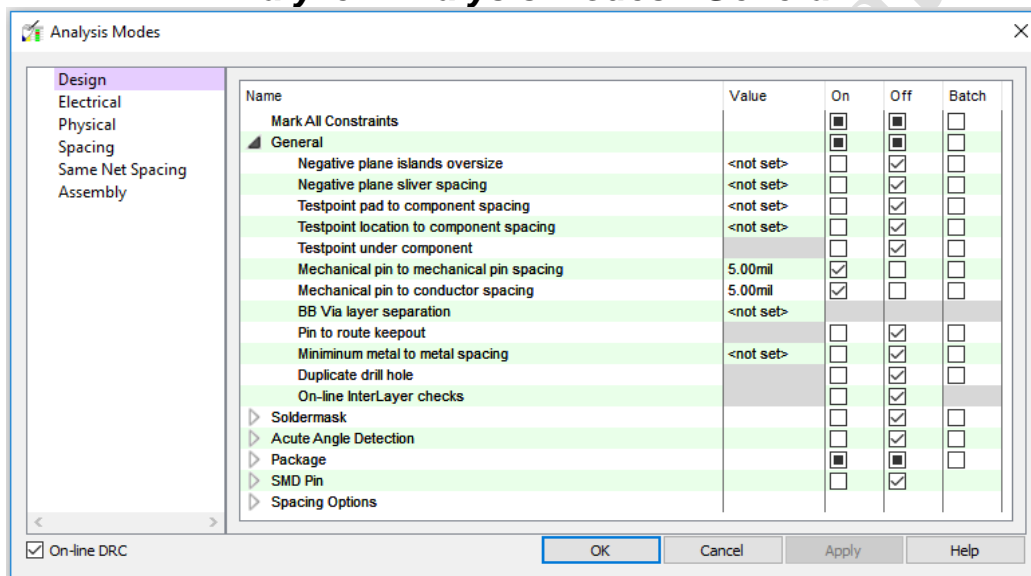 Analysis Modes
Design
Electrical
Physical
Spacing
Same Net Spacing
Assembly
Name Value On Off Batch
Mark All Constraints
General
Negative plane islands oversize <not set>
Negative plane sliver spacing <not set>
Testpoint pad to component spacing <not set>
Testpoint location to component spacing <not set>
Testpoint under component
Mechanical pin to mechanical pin spacing 5.00mil
Mechanical pin to conductor spacing 5.00mil
BB Via layer separation <not set>
Pin to route keepout
Miniminum metal to metal spacing <not set>
Duplicate drill hole
On-line InterLayer checks
Soldermask
Acute Angle Detection
Package
SMD Pin
Spacing Options
On-line DRC OK Cancel Apply Help